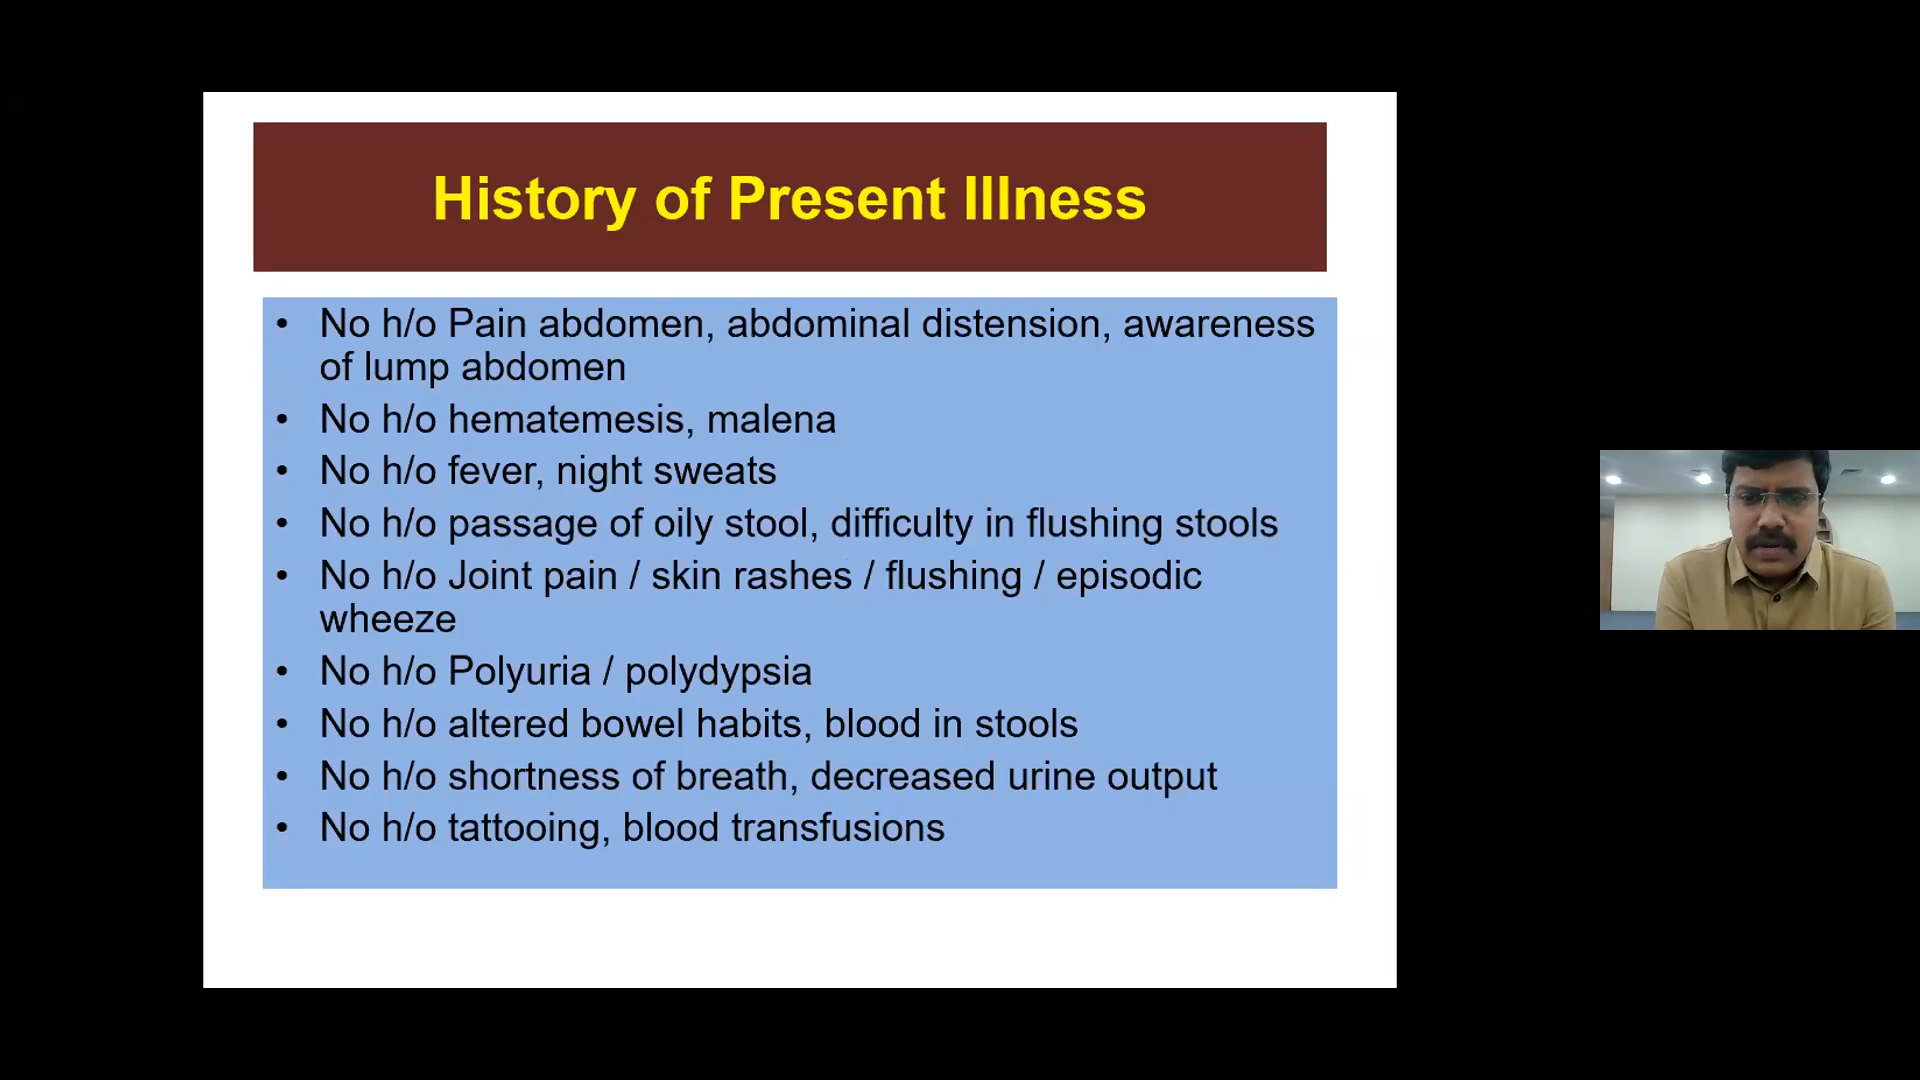 History of Present Illness
• No h/o Pain abdomen, abdominal distension, awareness
of lump abdomen
• No h/o hematemesis, malena
• No h/o fever, night sweats
• No h/o passage of oily stool, difficulty in flushing stools
• No h/o Joint pain / skin rashes / flushing / episodic
wheeze
• No h/o Polyuria / polydypsia
• No h/o altered bowel habits, blood in stools
• No h/o shortness of breath, decreased urine output
• No h/o tattooing, blood transfusions